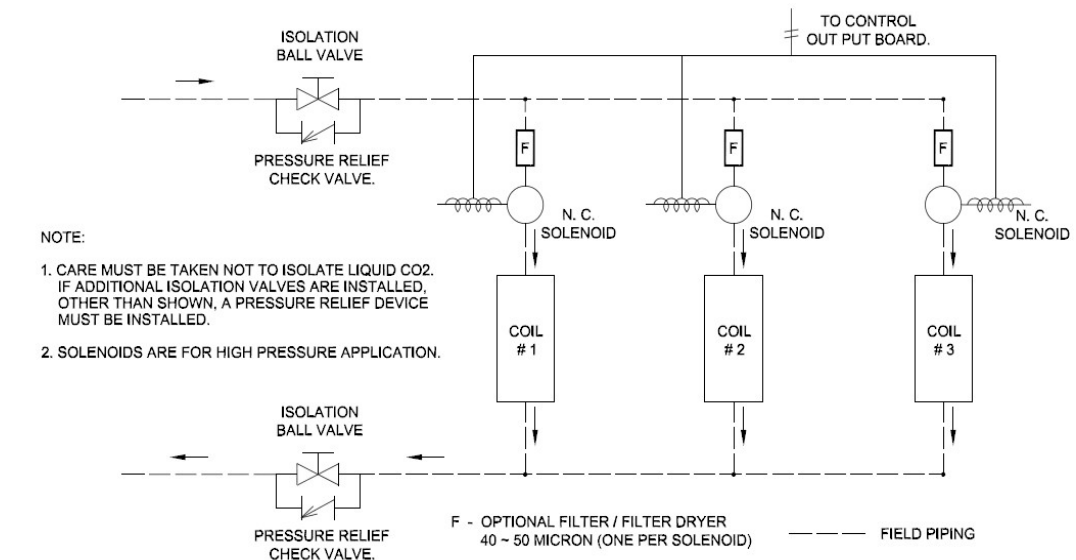 TO CONTROL
OUT PUT BOARD.
ISOLATION
BALL VALVE
PRESSURE RELIEF
CHECK VALVE.
F
F
F
N. C.
SOLENOID
N. C.
SOLENOID
N. C.
SOLENOID
NOTE:
1. CARE MUST BE TAKEN NOT TO ISOLATE LIQUID CO2.
IF ADDITIONAL ISOLATION VALVES ARE INSTALLED,
OTHER THAN SHOWN, A PRESSURE RELIEF DEVICE
MUST BE INSTALLED.
2. SOLENOIDS ARE FOR HIGH PRESSURE APPLICATION.
COIL
# 1
COIL
# 2
COIL
# 3
ISOLATION
BALL VALVE
PRESSURE RELIEF
CHECK VALVE.
F - OPTIONAL FILTER / FILTER DRYER
40 ~ 50 MICRON (ONE PER SOLENOID)
FIELD PIPING